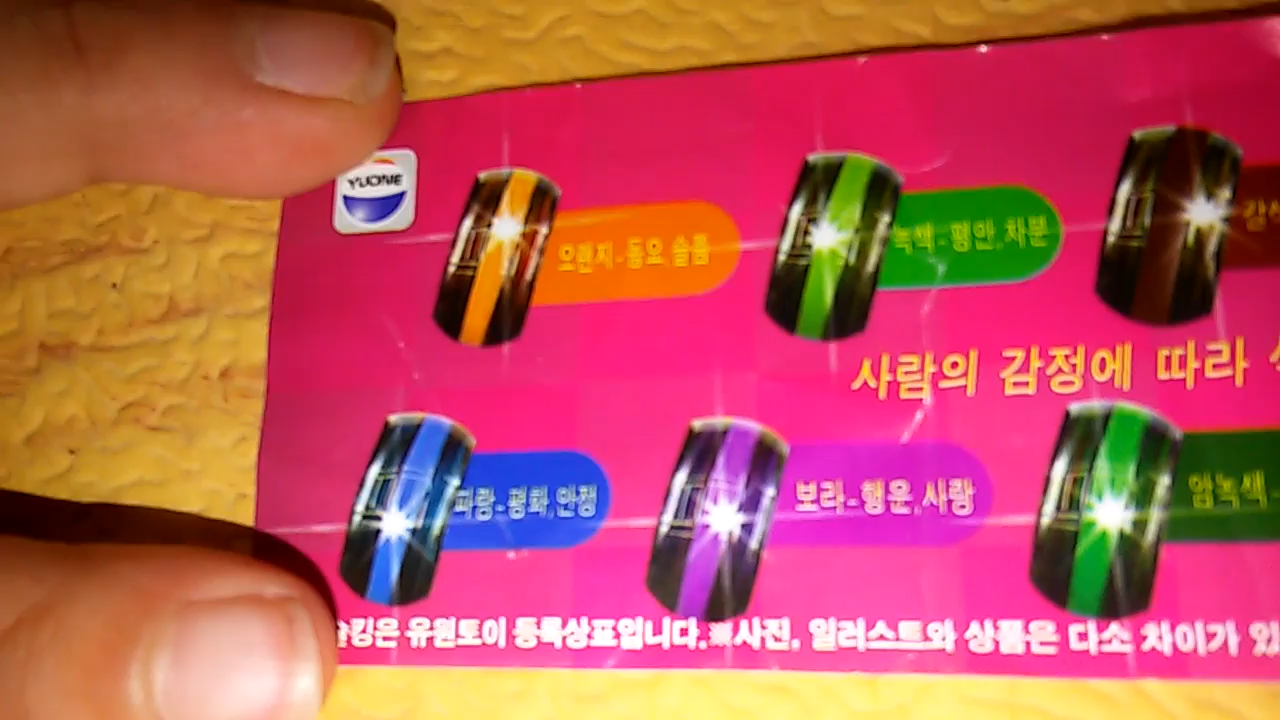 YUONE
오렌지-동요,슬픔
녹색-평안,차분
사람의 감정에 따라
파랑-평화,안정
보라-행운,사랑
암녹색-
킹은 유원토이 등록상표입니다.※사진, 일러스트와 상품은 다소 차이가 있